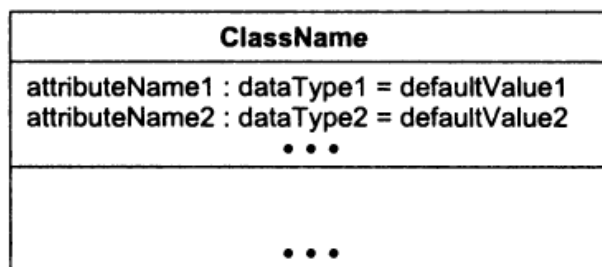 ClassName
attributeName1 : dataType1 = defaultValue1
attributeName2 : dataType2 = defaultValue2
• • •
• • •